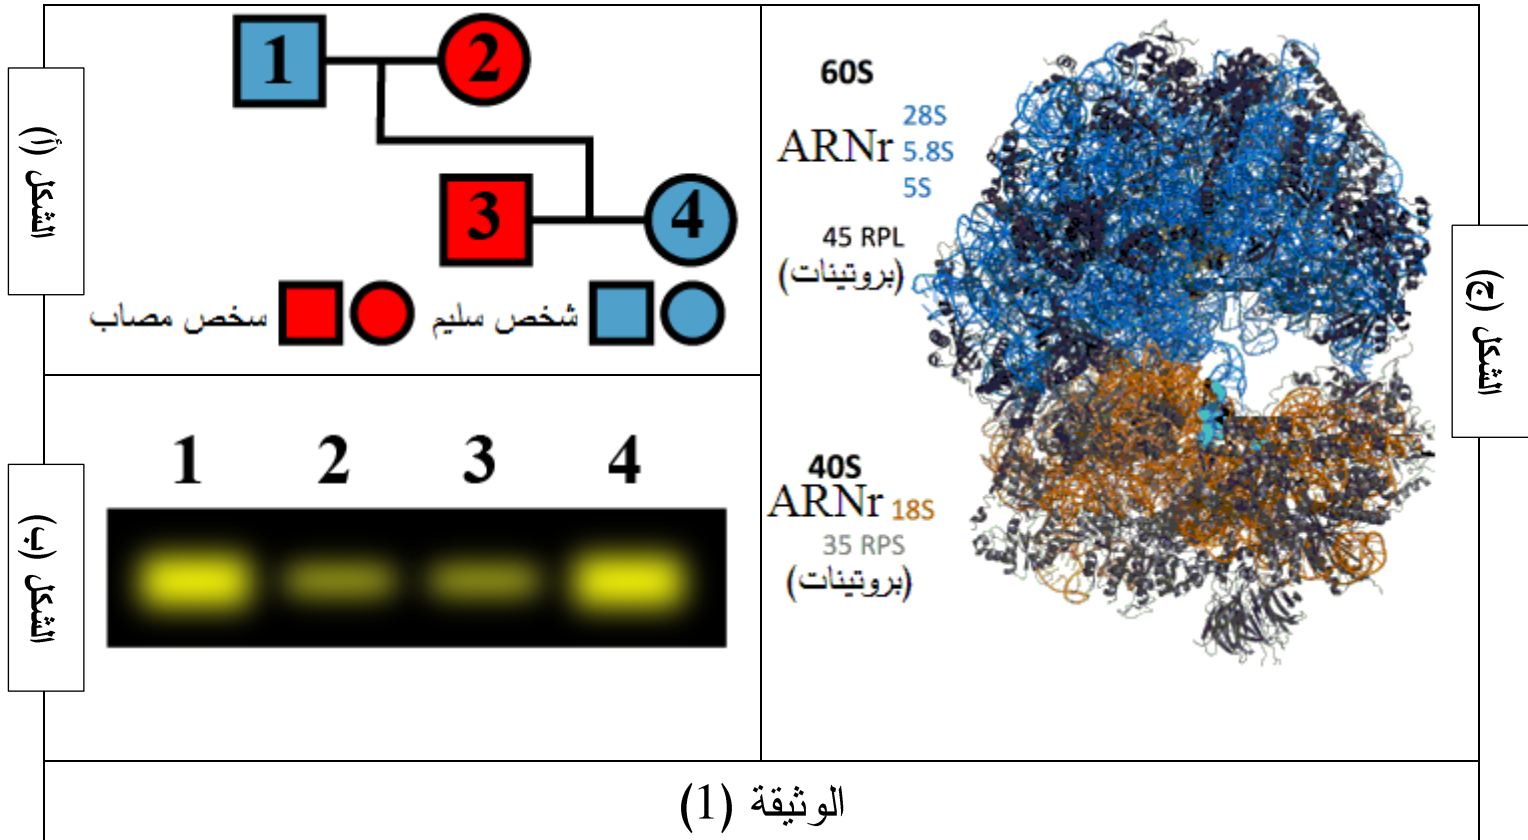 الشكل (أ)
1
2
3
4
شخص سليم
سخص مصاب
الشكل (ب)
1 2 3 4
الشكل (ج)
60S
ARNr 28S
5.8S
5S
45 RPL
(بروتينات)
40S
ARNr 18S
35 RPS
(بروتينات)
الوثيقة (1)